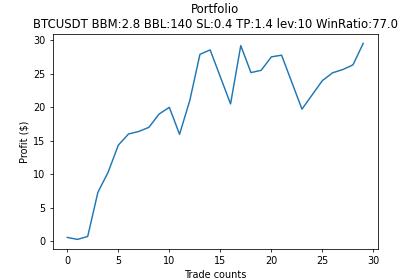 Portfolio
BTCUSDT BBM:2.8 BBL:140 SL:0.4 TP:1.4 lev:10 WinRatio:77.0
30
25
20
15
10
5
0
Profit ($)
0 5 10 15 20 25 30
Trade counts